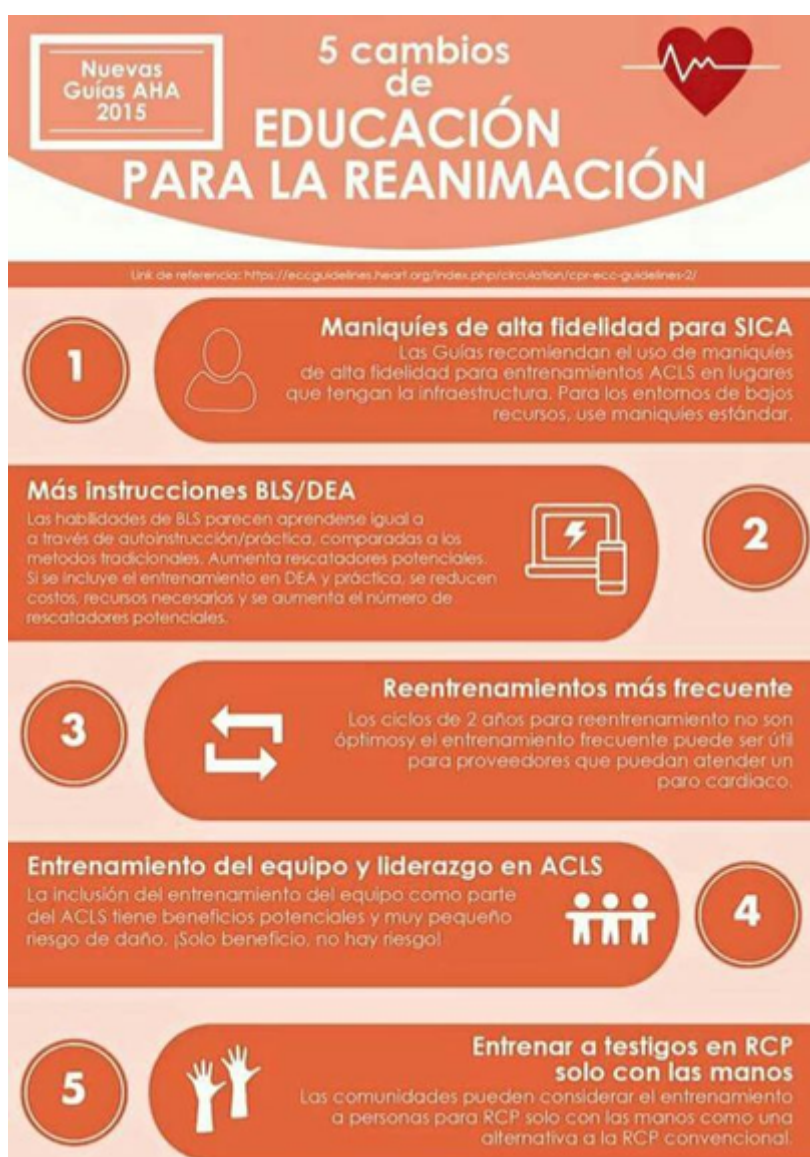 Nuevas
Guías AHA
2015
5 cambios
de
EDUCACIÓN
PARA LA REANIMACIÓN
Link de referencia: https://eccguidelines.heart.org/index.php/circulation/cpr-ecc-guidelines-2/
1
Maniquíes de alta fidelidad para SICA
Las Guías recomiendan el uso de maniquíes
de alta fidelidad para entrenamientos ACLS en lugares
que tengan la infraestructura. Para los entornos de bajos
recursos, use maniquíes estándar.
Más instrucciones BLS/DEA
Las habilidades de BLS parecen aprenderse igual a
a través de autoinstrucción/práctica, comparadas a los
metodos tradicionales. Aumenta rescatadores potenciales.
Si se incluye el entrenamiento en DEA y práctica, se reducen
costos, recursos necesarios y se aumenta el número de
rescatadores potenciales.
2
3
Reentrenamientos más frecuente
Los ciclos de 2 años para reentrenamiento no son
óptimosy el entrenamiento frecuente puede ser útil
para proveedores que puedan atender un
paro cardiaco.
Entrenamiento del equipo y liderazgo en ACLS
La inclusión del entrenamiento del equipo como parte
del ACLS tiene beneficios potenciales y muy pequeño
riesgo de daño. ¡Solo beneficio, no hay riesgo!
4
5
Entrenar a testigos en RCP
solo con las manos
Las comunidades pueden considerar el entrenamiento
a personas para RCP solo con las manos como una
alternativa a la RCP convencional.